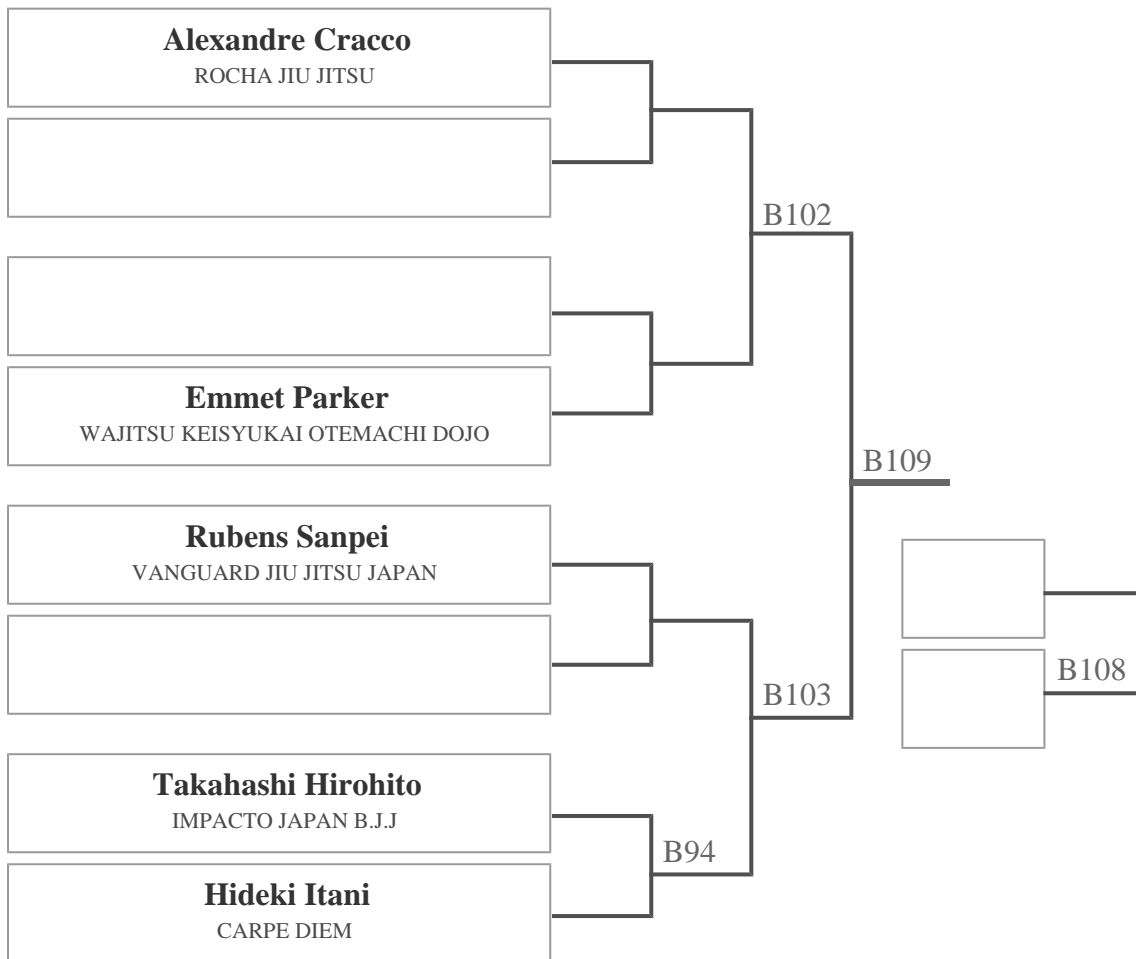 Alexandre Cracco
ROCHA JIU JITSU
B102
Emmet Parker
WAJITSU KEISYUKAI OTEMACHI DOJO
B109
Rubens Sanpei
VANGUARD JIU JITSU JAPAN
B108
B103
Takahashi Hirohito
IMPACTO JAPAN B.J.J
B94
Hideki Itani
CARPE DIEM